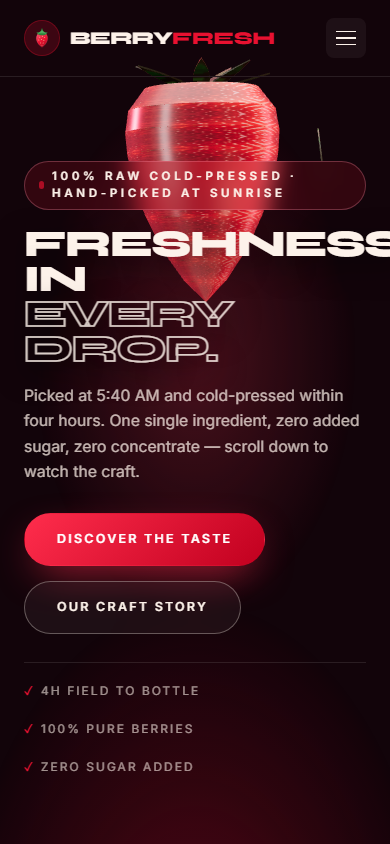 BERRYFRESH
100% RAW COLD-PRESSED ·
HAND-PICKED AT SUNRISE
FRESHNESS
IN
EVERY
DROP.
Picked at 5:40 AM and cold-pressed within
four hours. One single ingredient, zero added
sugar, zero concentrate — scroll down to
watch the craft.
DISCOVER THE TASTE
OUR CRAFT STORY
✓ 4H FIELD TO BOTTLE
✓ 100% PURE BERRIES
✓ ZERO SUGAR ADDED